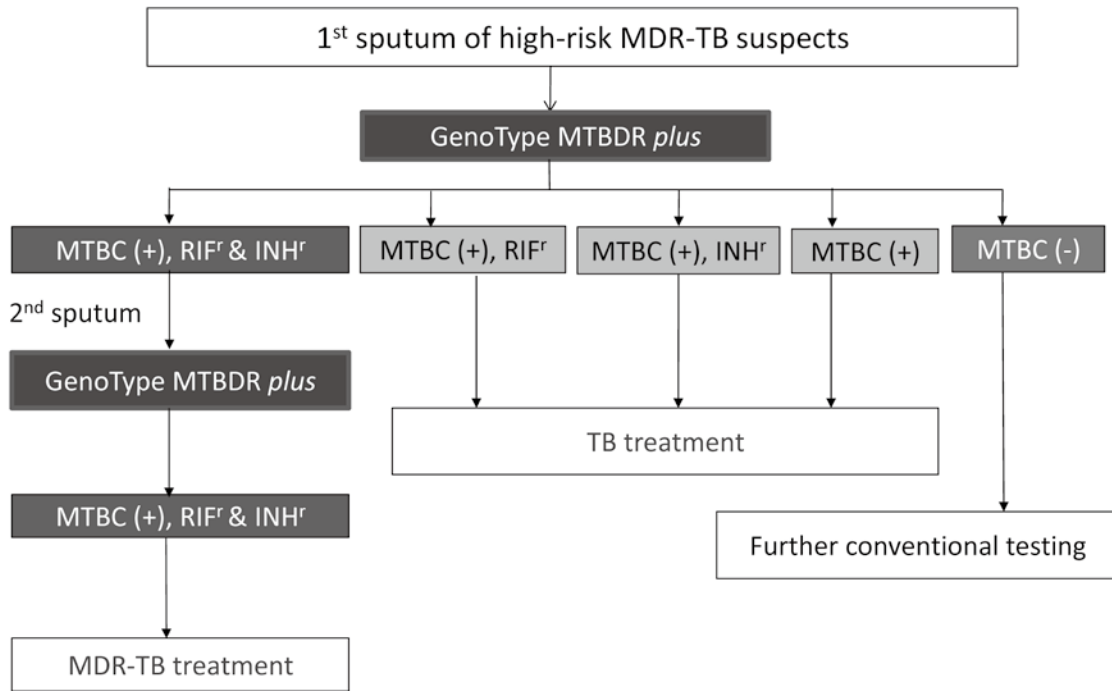 1st sputum of high-risk MDR-TB suspects
GenoType MTBDR plus
MTBC (+), RIFʳ & INHʳ
MTBC (+), RIFʳ
MTBC (+), INHʳ
MTBC (+)
MTBC (-)
2nd sputum
GenoType MTBDR plus
TB treatment
MTBC (+), RIFʳ & INHʳ
Further conventional testing
MDR-TB treatment